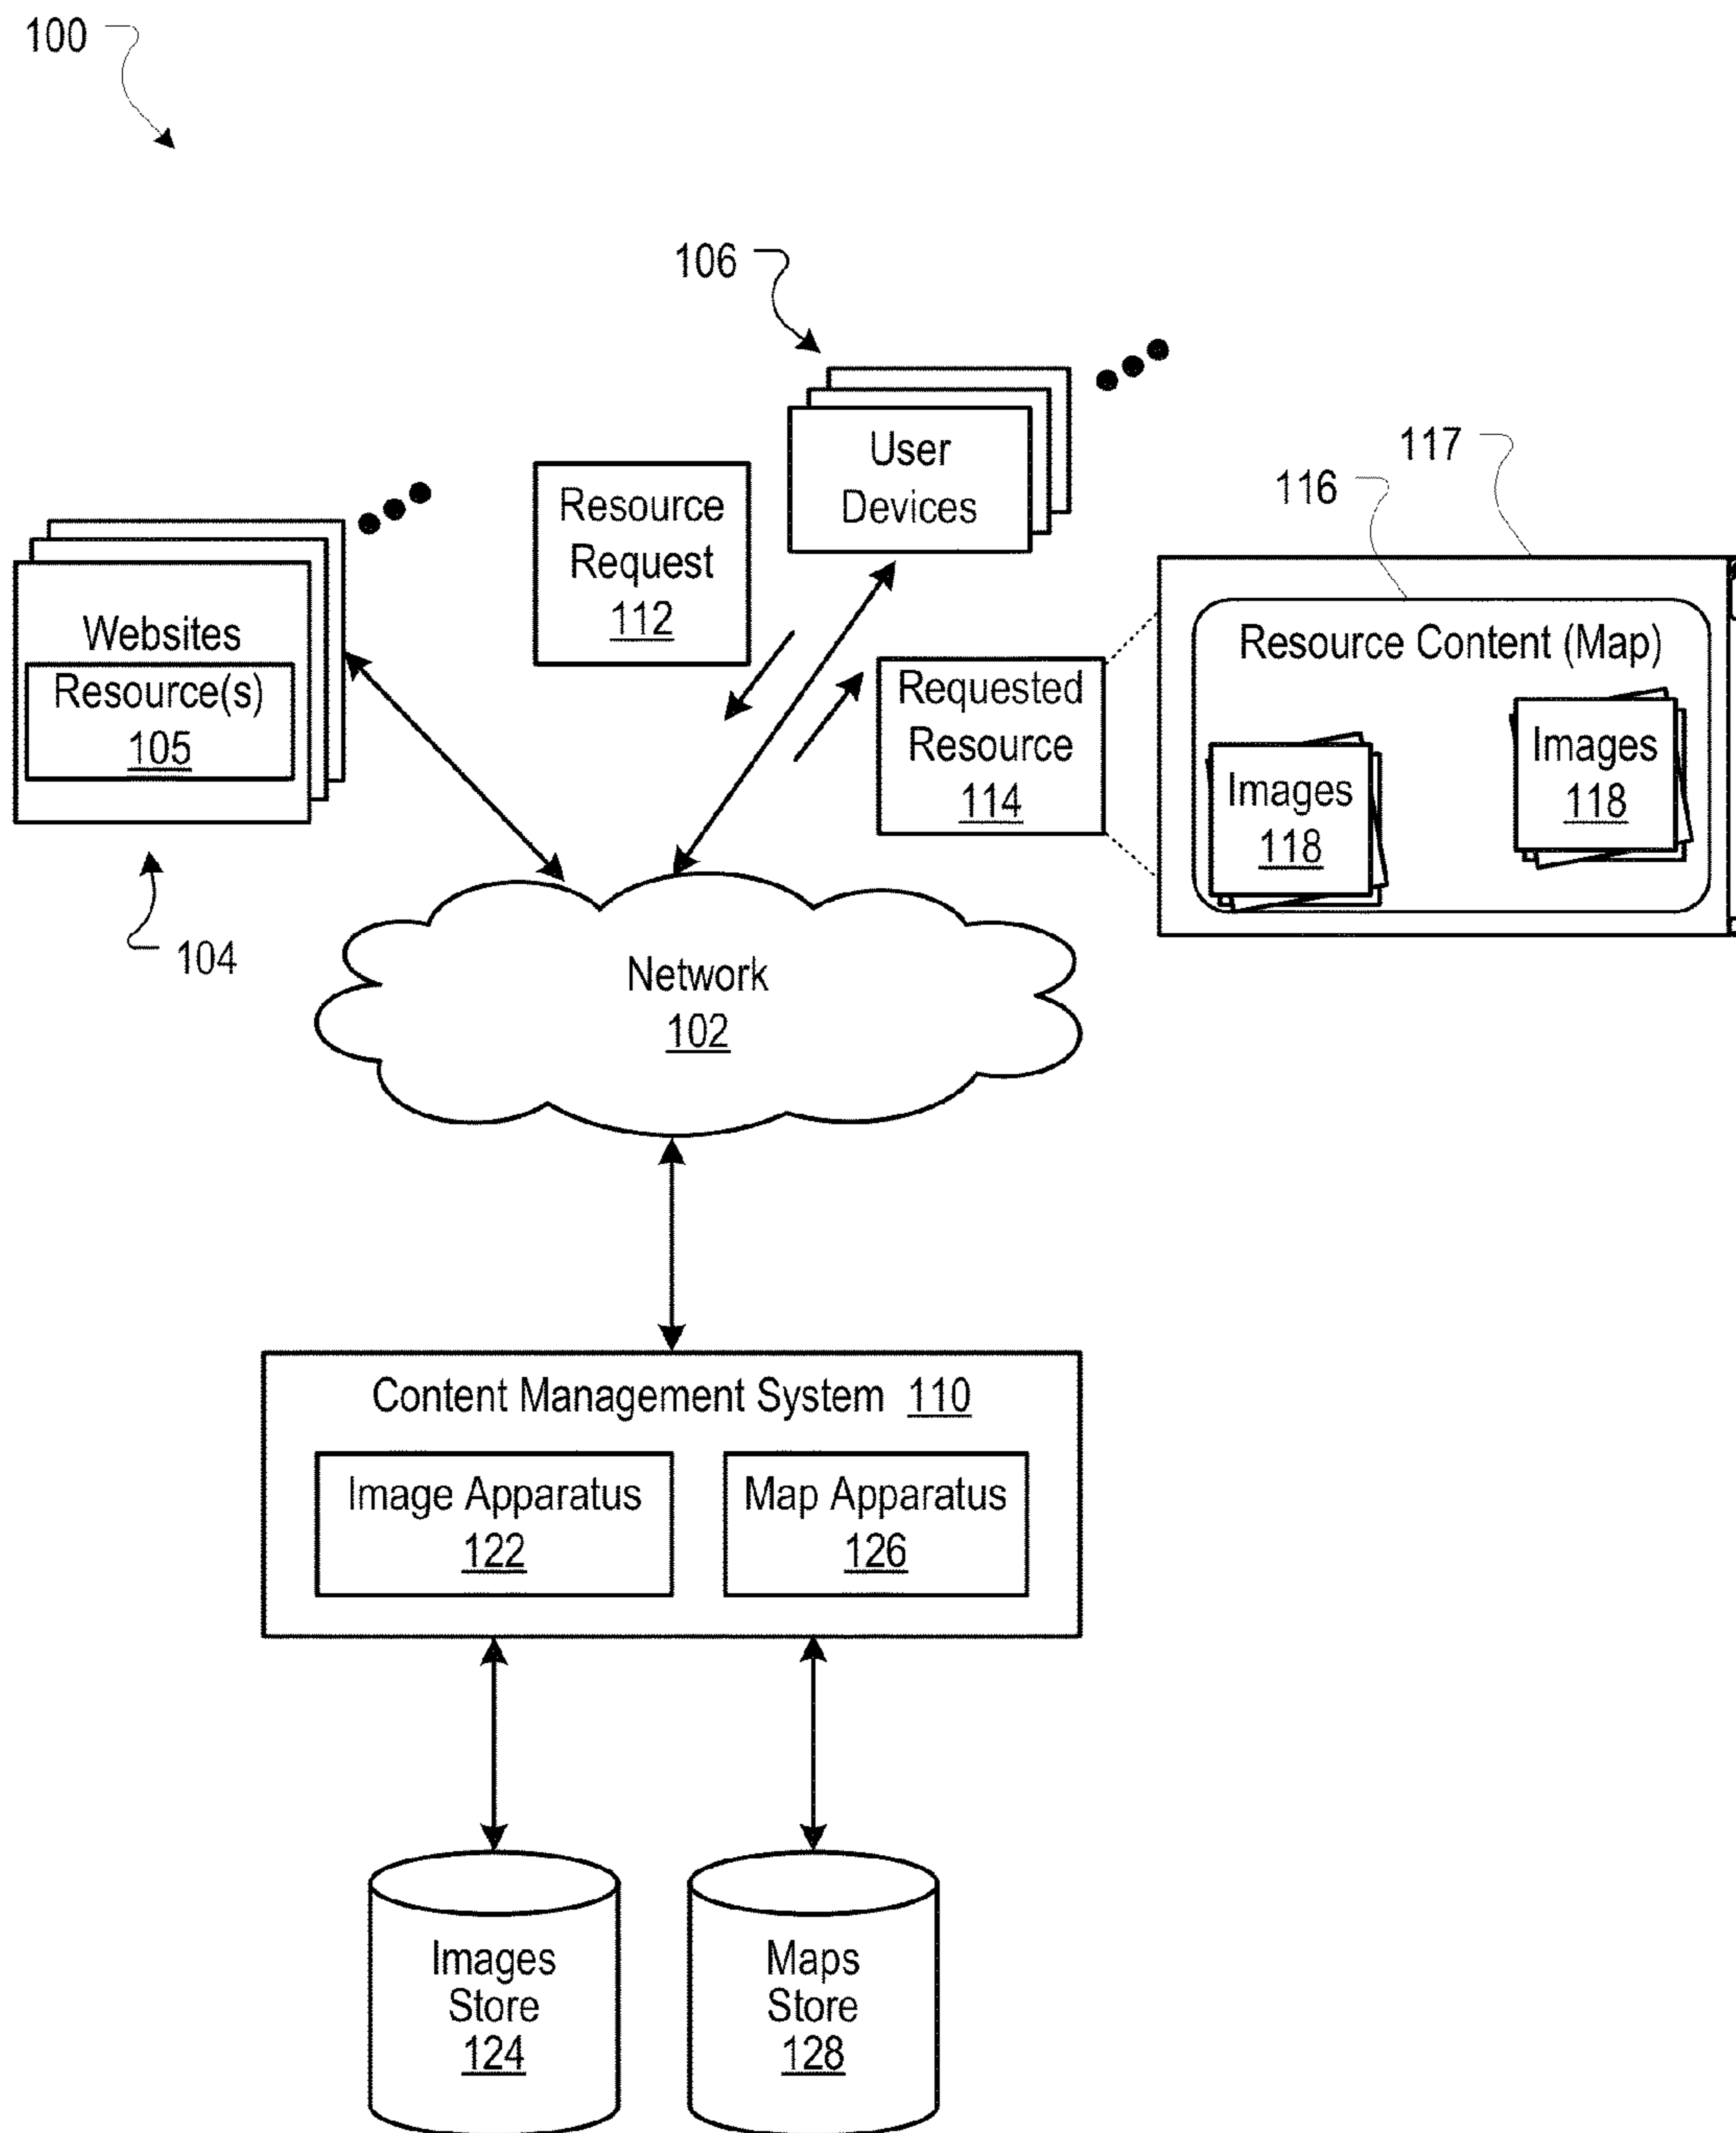 100
106
User
Devices
117
116
Resource
Request
112
Websites
Resource(s)
105
104
Requested
Resource
114
Resource Content (Map)
Images
118
Images
118
Network
102
Content Management System 110
Image Apparatus
122
Map Apparatus
126
Images
Store
124
Maps
Store
128